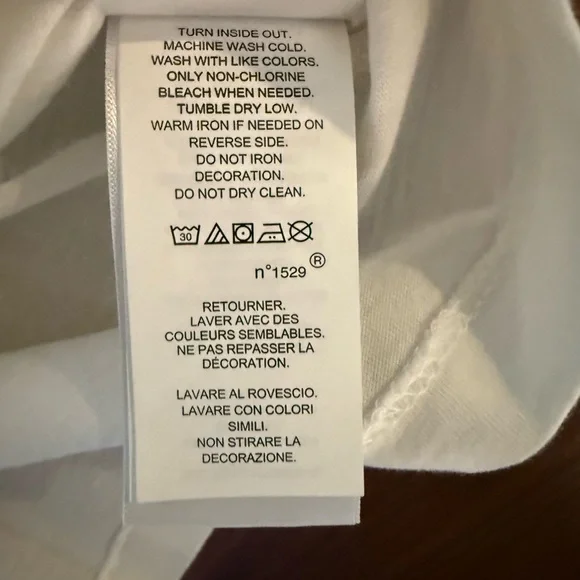 TURN INSIDE OUT.
MACHINE WASH COLD.
WASH WITH LIKE COLORS.
ONLY NON-CHLORINE
BLEACH WHEN NEEDED.
TUMBLE DRY LOW.
WARM IRON IF NEEDED ON
REVERSE SIDE.
DO NOT IRON
DECORATION.
DO NOT DRY CLEAN.
30
n°1529®
RETOURNER.
LAVER AVEC DES
COULEURS SEMBLABLES.
NE PAS REPASSER LA
DÉCORATION.
LAVARE AL ROVESCIO.
LAVARE CON COLORI
SIMILI.
NON STIRARE LA
DECORAZIONE.